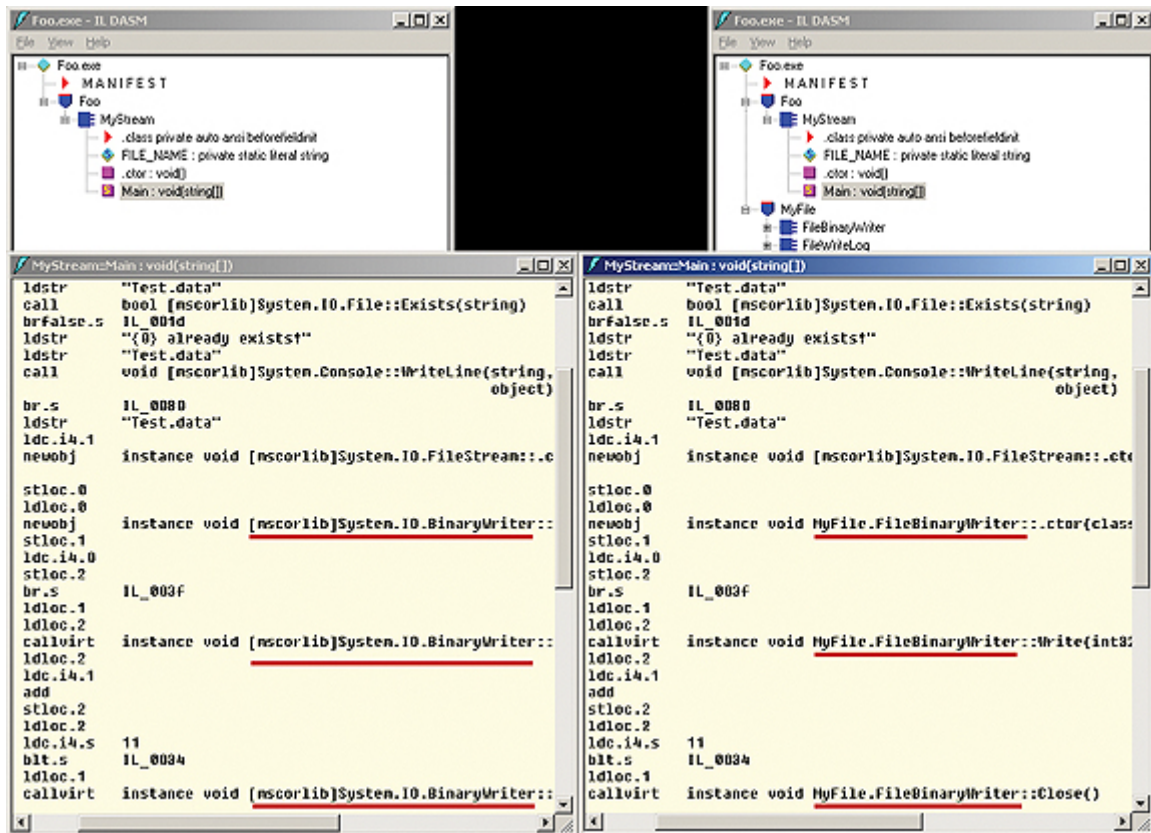 Foo.exe - IL DASM
File View Help
Foo.exe
MANIFEST
Foo
MyStream
.class private auto ansi beforefieldinit
FILE_NAME : private static literal string
.ctor : void()
Main : void(string[])
Foo.exe - IL DASM
File View Help
Foo.exe
MANIFEST
Foo
MyStream
.class private auto ansi beforefieldinit
FILE_NAME : private static literal string
.ctor : void()
Main : void(string[])
MyFile
FileBinaryWriter
FileWriteLog
MyStream::Main : void(string[])
ldstr "Test.data"
call bool [mscorlib]System.IO.File::Exists(string)
brfalse.s IL_001d
ldstr "{0} already exists!"
ldstr "Test.data"
call void [mscorlib]System.Console::WriteLine(string,
object)
br.s IL_0080
ldstr "Test.data"
ldc.i4.1
newobj instance void [mscorlib]System.IO.FileStream::.c
stloc.0
ldloc.0
newobj instance void [mscorlib]System.IO.BinaryWriter::
stloc.1
ldc.i4.0
stloc.2
br.s IL_003f
ldloc.1
ldloc.2
callvirt instance void [mscorlib]System.IO.BinaryWriter::
ldloc.2
ldc.i4.1
add
stloc.2
ldloc.2
ldc.i4.s 11
blt.s IL_0034
ldloc.1
callvirt instance void [mscorlib]System.IO.BinaryWriter::
MyStream::Main : void(string[])
ldstr "Test.data"
call bool [mscorlib]System.IO.File::Exists(string)
brfalse.s IL_001d
ldstr "{0} already exists!"
ldstr "Test.data"
call void [mscorlib]System.Console::WriteLine(string,
object)
br.s IL_0080
ldstr "Test.data"
ldc.i4.1
newobj instance void [mscorlib]System.IO.FileStream::.cto
stloc.0
ldloc.0
newobj instance void MyFile.FileBinaryWriter::.ctor(class
stloc.1
ldc.i4.0
stloc.2
br.s IL_003f
ldloc.1
ldloc.2
callvirt instance void MyFile.FileBinaryWriter::Write(int32
ldloc.2
ldc.i4.1
add
stloc.2
ldloc.2
ldc.i4.s 11
blt.s IL_0034
ldloc.1
callvirt instance void MyFile.FileBinaryWriter::Close()